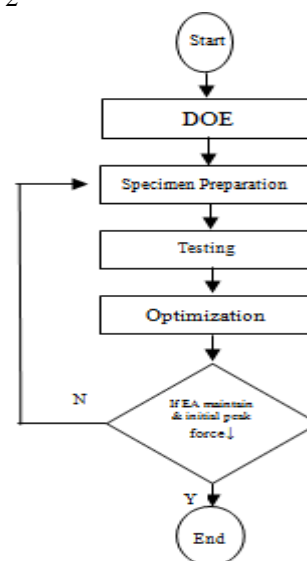 2
Start
DOE
Specimen Preparation
Testing
Optimization
N
If EA maintain
& initial peak
force↓
Y
End